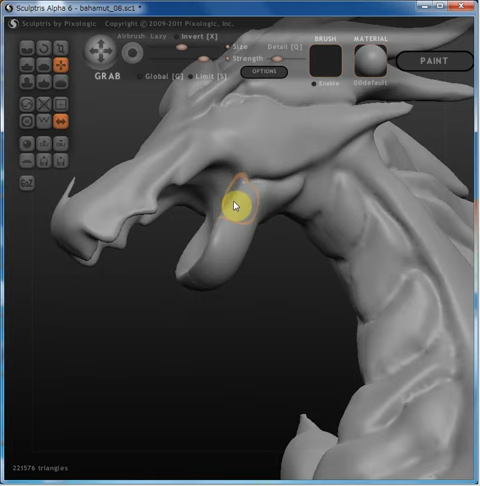 Sculptris Alpha 6 - bahamut_06.sc1 *
Sculptris by Pixologic Copyright © 2009-2011 Pixologic, Inc.
Airbrush Lazy Invert [X]
Size Detail [Q]
Strength
GRAB Global [G] Limit [S] OPTIONS
BRUSH
Enable
MATERIAL
00default
PAINT
221576 triangles